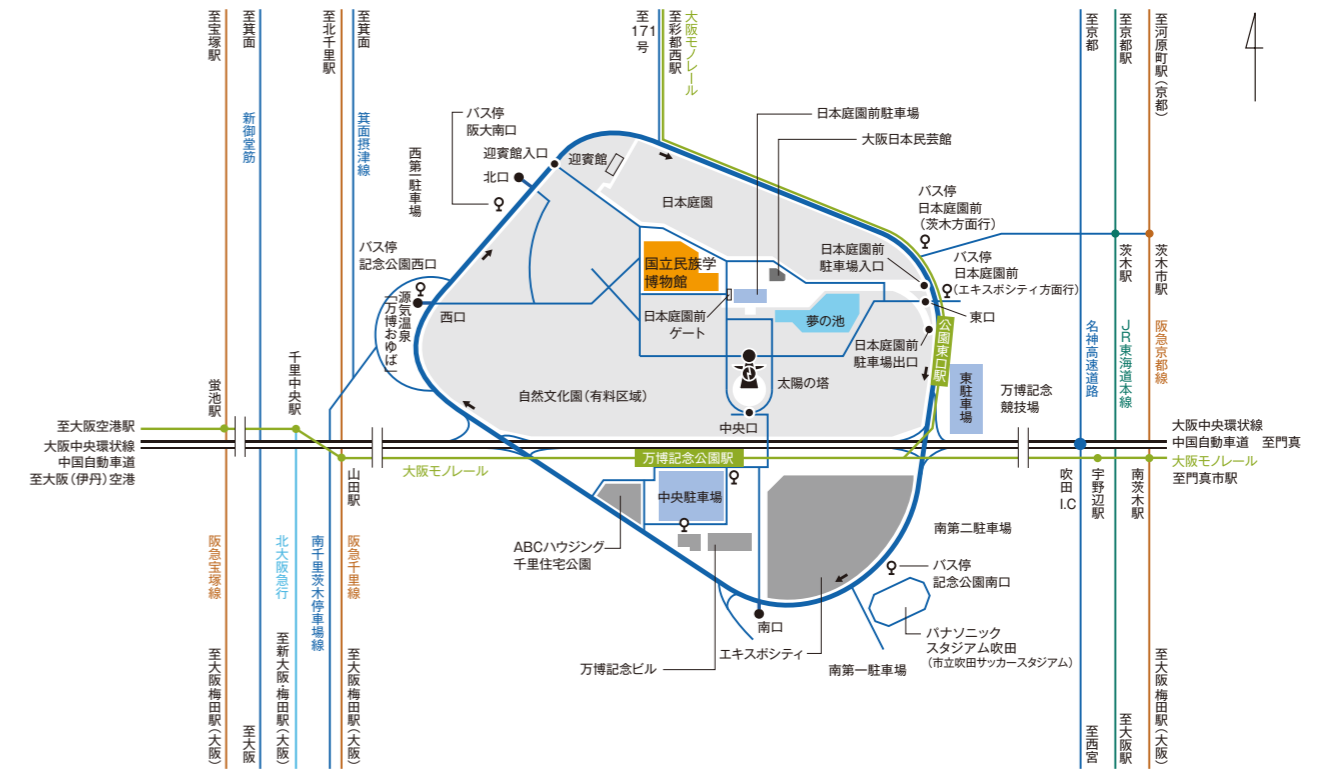 至宝塚駅
至箕面
至北千里駅
至箕面
至
171
号
至彩都西駅
大阪モノレール
至京都
至京都駅
至河原町駅(京都)
新御堂筋
箕面摂津線
西第一駐車場
バス停
阪大南口
迎賓館入口
北口
迎賓館
日本庭園
日本庭園前駐車場
大阪日本民芸館
バス停
日本庭園前
(茨木方面行)
日本庭園前
駐車場入口
バス停
日本庭園前
(エキスポシティ方面行)
東口
茨木駅
茨木市駅
バス停
記念公園西口
源気温泉
「万博おゆば」
西口
国立民族学
博物館
日本庭園前
ゲート
夢の池
日本庭園前
駐車場出口
公園東口駅
東駐車場
万博記念
競技場
名神高速道路
JR東海道本線
阪急京都線
太陽の塔
自然文化園(有料区域)
中央口
蛍池駅
千里中央駅
至大阪空港駅
大阪中央環状線
中国自動車道
至大阪(伊丹)空港
山田駅
大阪モノレール
万博記念公園駅
中央駐車場
大阪中央環状線
中国自動車道 至門真
大阪モノレール
至門真市駅
吹田
I.C
宇野辺駅
南茨木駅
阪急宝塚線
北大阪急行
南千里茨木停車場線
阪急千里線
ABCハウジング
千里住宅公園
南第二駐車場
バス停
記念公園南口
パナソニック
スタジアム吹田
(市立吹田サッカースタジアム)
南口
エキスポシティ
万博記念ビル
南第一駐車場
至大阪梅田駅(大阪)
至大阪
至新大阪・梅田駅(大阪)
至大阪梅田駅(大阪)
至西宮
至大阪駅
至大阪梅田駅(大阪)